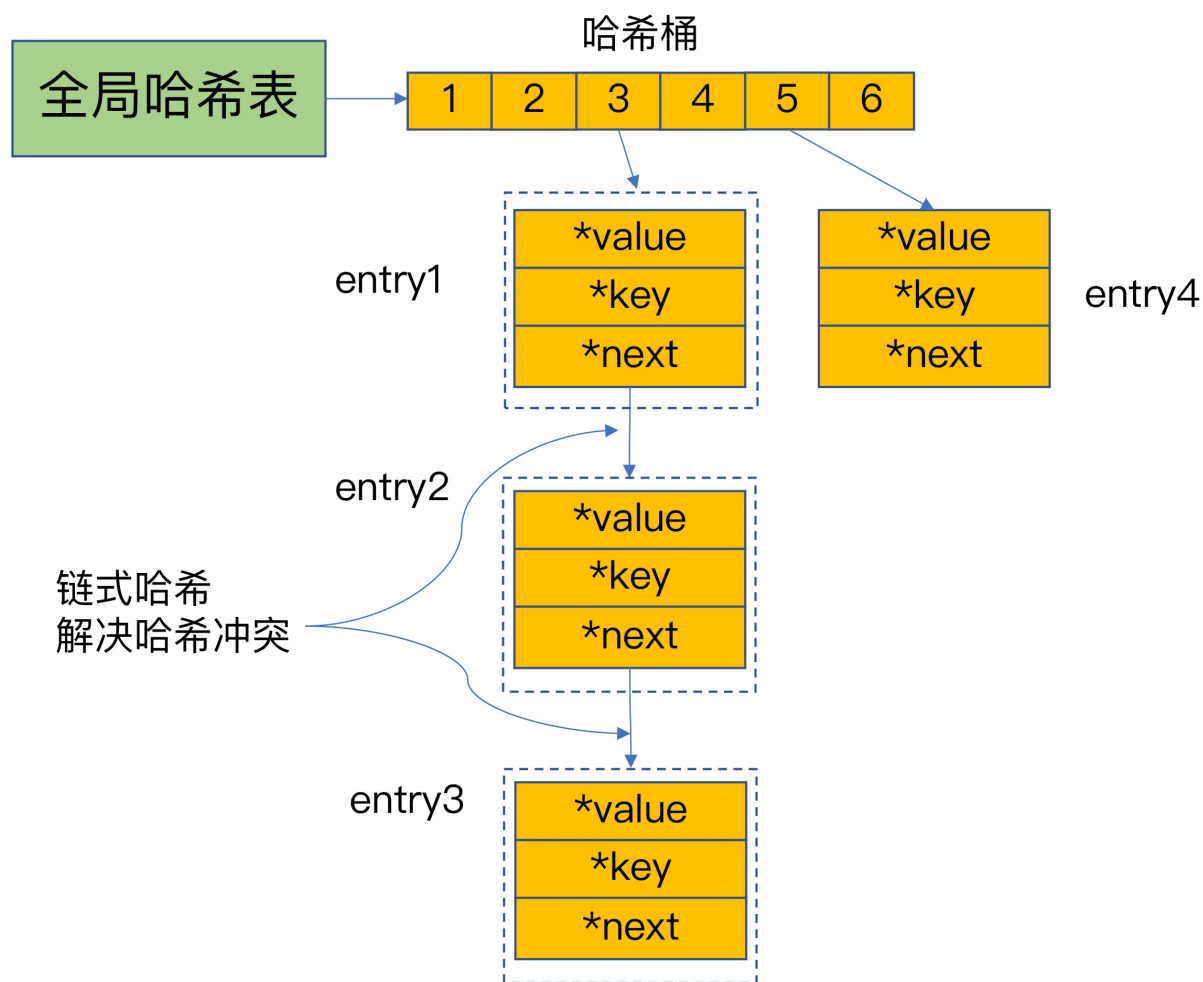 哈希桶
全局哈希表
1 2 3 4 5 6
entry1
*value
*key
*next
*value
*key
*next
entry4
entry2
*value
*key
*next
链式哈希
解决哈希冲突
entry3
*value
*key
*next